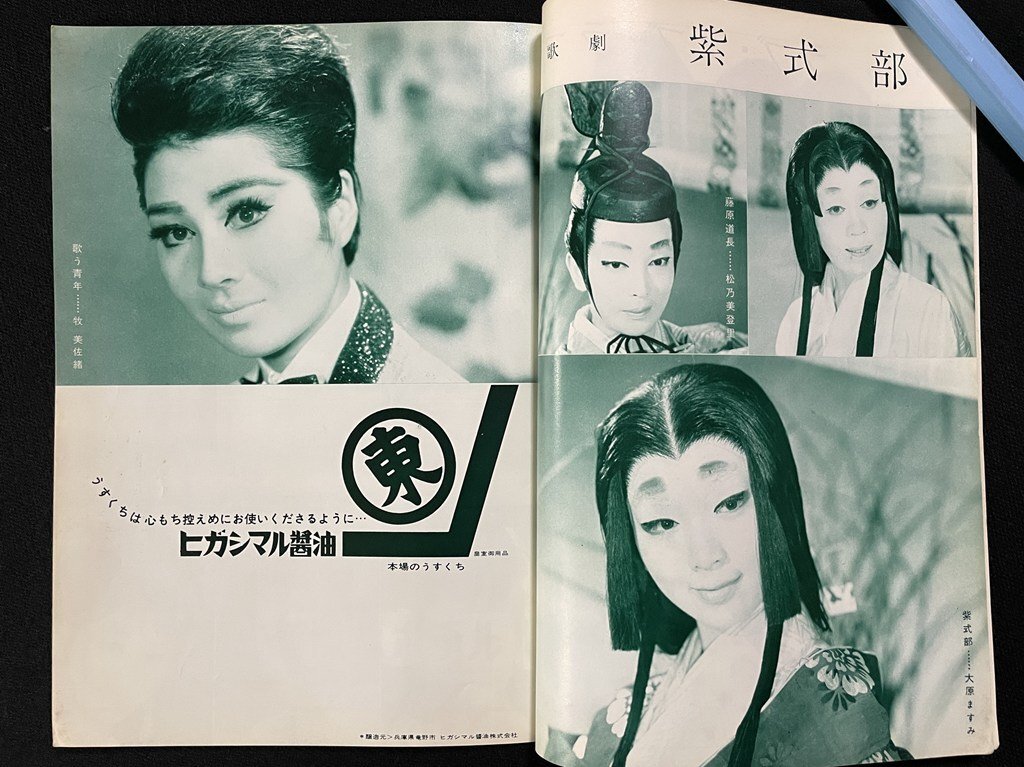 歌劇 紫式部
藤原道長……松乃美登里
紫式部……大原ますみ
歌う青年……牧 美佐緒
東
うすくちは心もち控えめにお使いくださるように…
ヒガシマル醬油
皇室御用品
本場のうすくち
*醸造元>兵庫県竜野市 ヒガシマル醬油株式会社